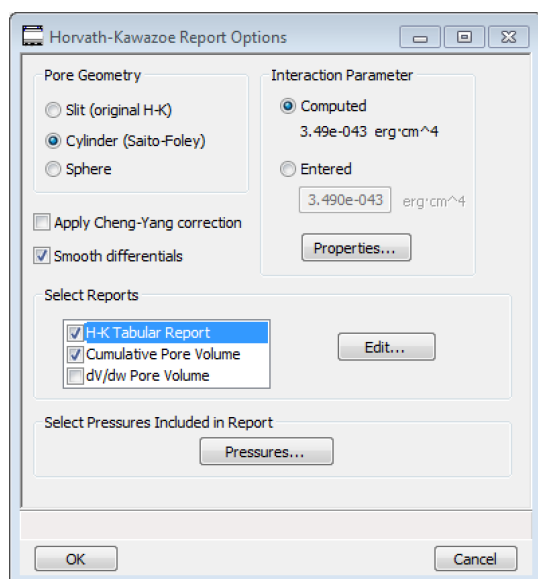 Horvath-Kawazoe Report Options
Pore Geometry
Slit (original H-K)
Cylinder (Saito-Foley)
Sphere
Interaction Parameter
Computed
3.49e-043 erg·cm^4
Entered
3.490e-043 erg·cm^4
Properties...
Apply Cheng-Yang correction
Smooth differentials
Select Reports
H-K Tabular Report
Cumulative Pore Volume
dV/dw Pore Volume
Edit...
Select Pressures Included in Report
Pressures...
OK
Cancel